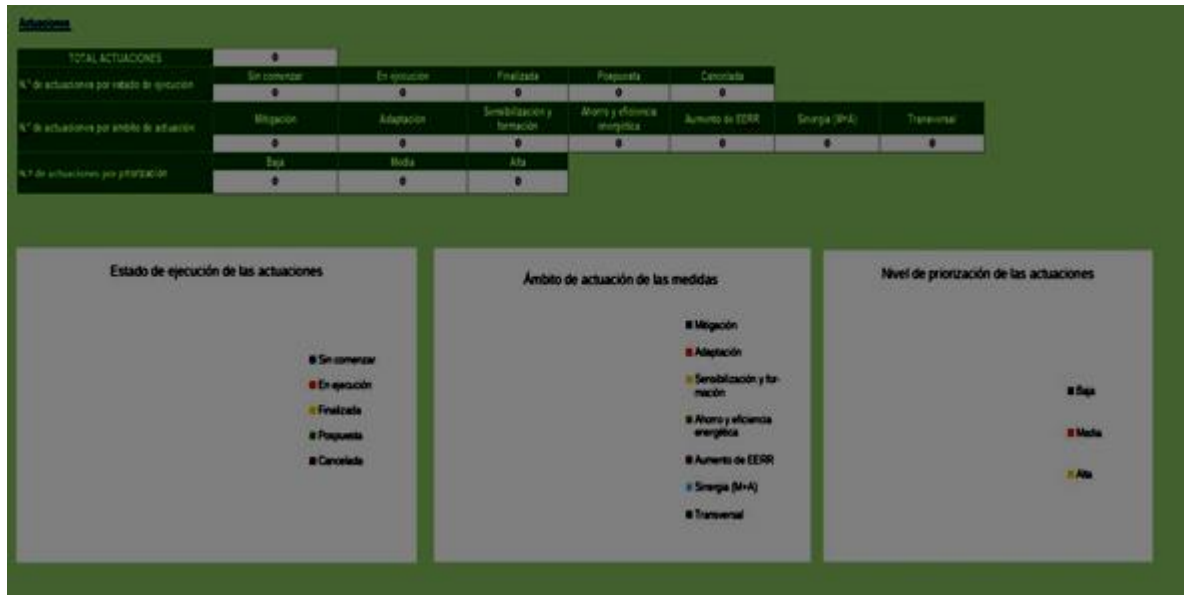 Actuaciones
TOTAL ACTUACIONES 0
N.º de actuaciones por estado de ejecución Sin comenzar En ejecución Finalizada Pospuesta Cancelada
0 0 0 0 0
N.º de actuaciones por ámbito de actuación Mitigación Adaptación Sensibilización y formación Ahorro y eficiencia energética Aumento de EERR Sinergia (M+A) Transversal
0 0 0 0 0 0 0
N.º de actuaciones por priorización Baja Media Alta
0 0 0
Estado de ejecución de las actuaciones
Sin comenzar
En ejecución
Finalizada
Pospuesta
Cancelada
Ámbito de actuación de las medidas
Mitigación
Adaptación
Sensibilización y for-
mación
Ahorro y eficiencia
energética
Aumento de EERR
Sinergia (M+A)
Transversal
Nivel de priorización de las actuaciones
Baja
Media
Alta